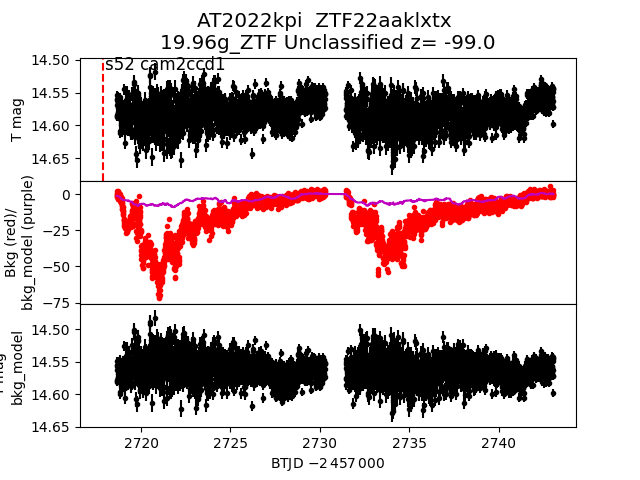 AT2022kpi  ZTF22aaklxtx
19.96g_ZTF Unclassified z= -99.0
s52 cam2ccd1
14.50
14.55
14.60
14.65
T mag
0
−25
−50
−75
Bkg (red)/
bkg_model (purple)
14.50
14.55
14.60
14.65
mag
bkg_model
2720
2725
2730
2735
2740
BTJD −2 457 000